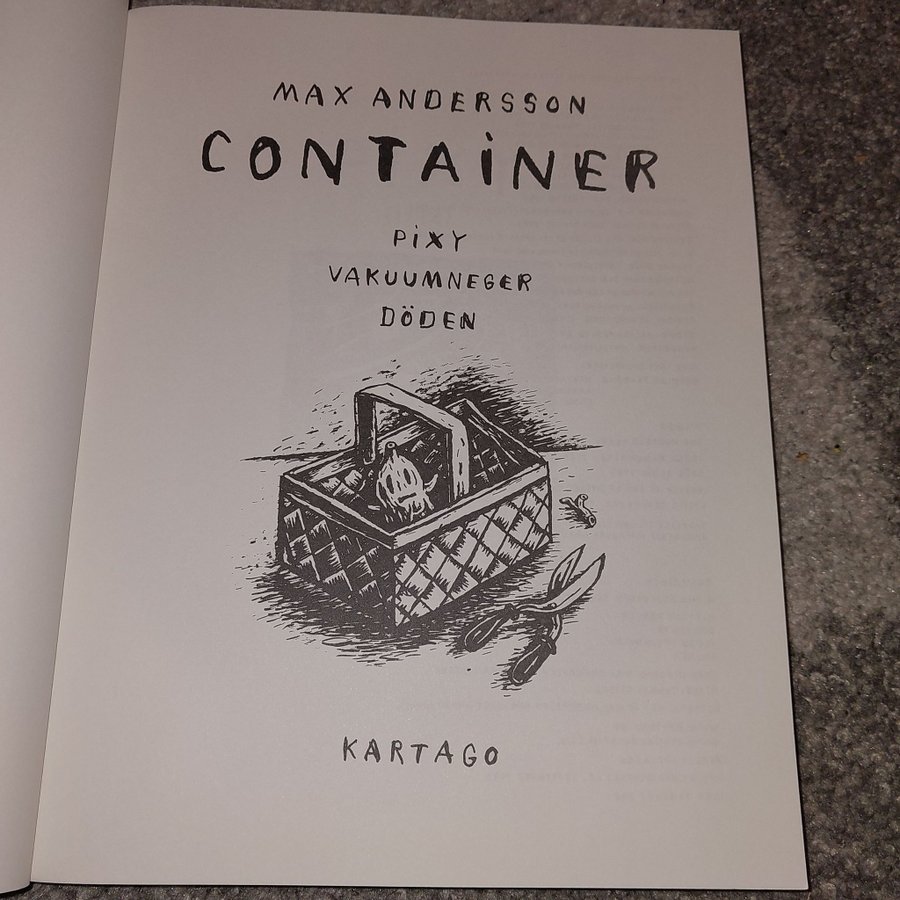 MAX ANDERSSON
CONTAiNER
PiXY
VAKUUMNEGER
DÖDEN
KARTAGO